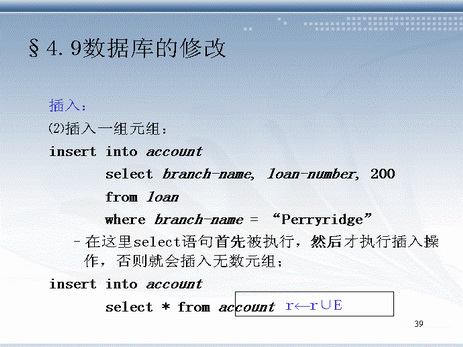 §4.9数据库的修改
插入：
⑵插入一组元组：
insert into account
select branch-name, loan-number, 200
from loan
where branch-name = “Perryridge”
–在这里select语句首先被执行，然后才执行插入操
作，否则就会插入无数元组；
insert into account
select * from account
r←r∪E
39